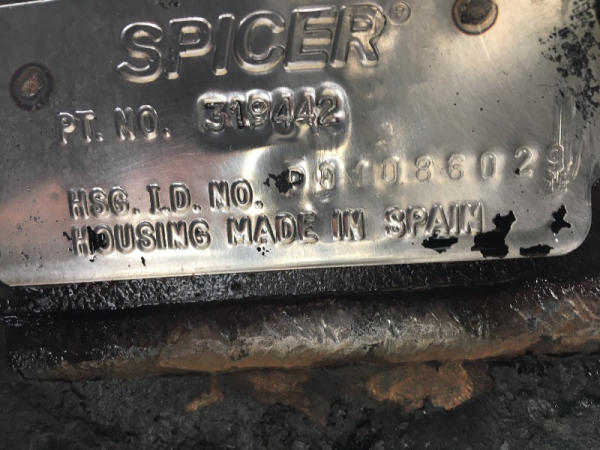 SPICER®
PT. NO. 319442
HSG. I.D. NO.
HOUSING MADE IN SPAIN